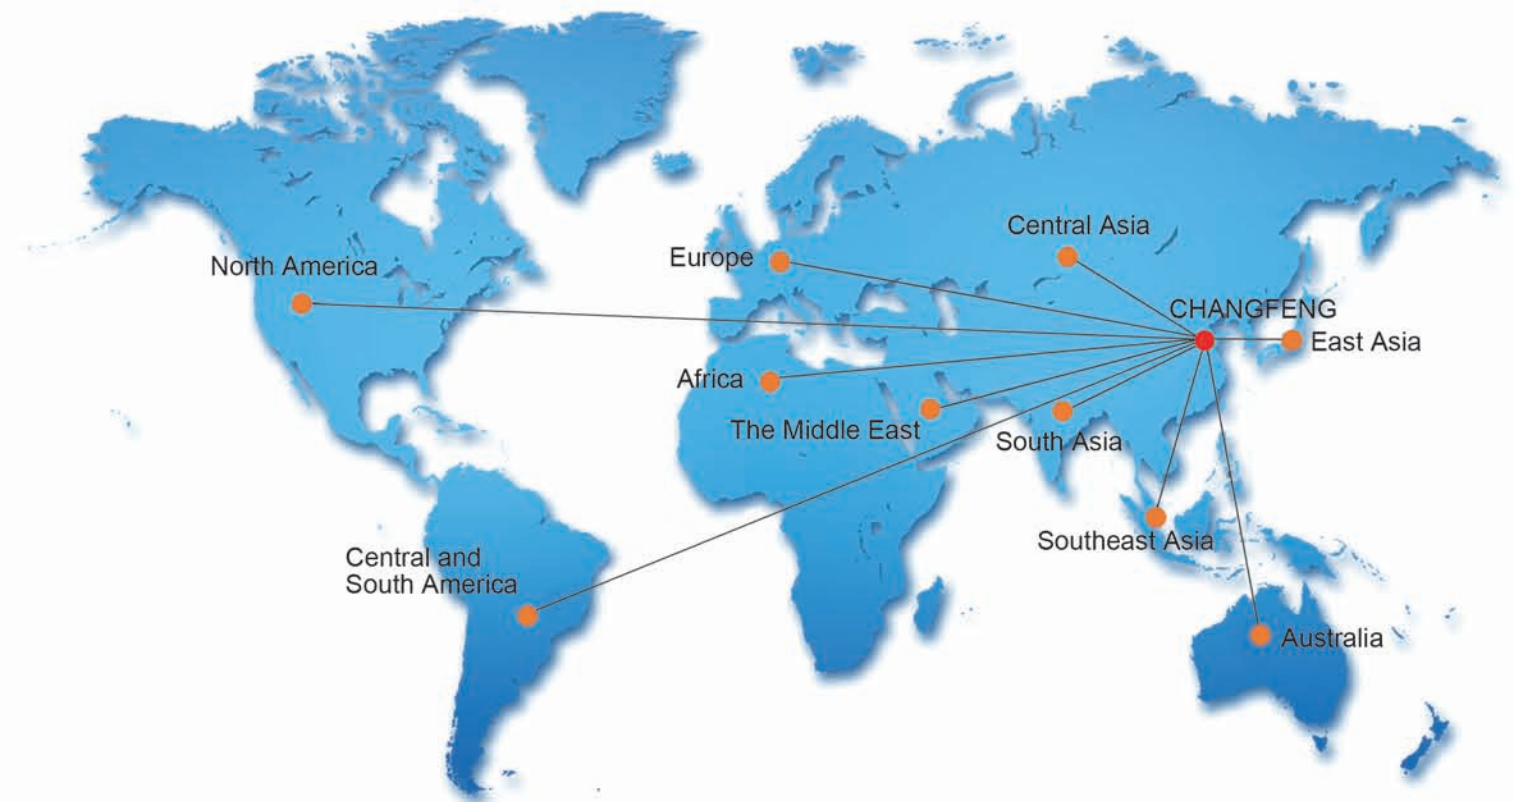 Central Asia
Europe
North America
CHANGFENG
East Asia
Africa
The Middle East
South Asia
Southeast Asia
Central and
South America
Australia